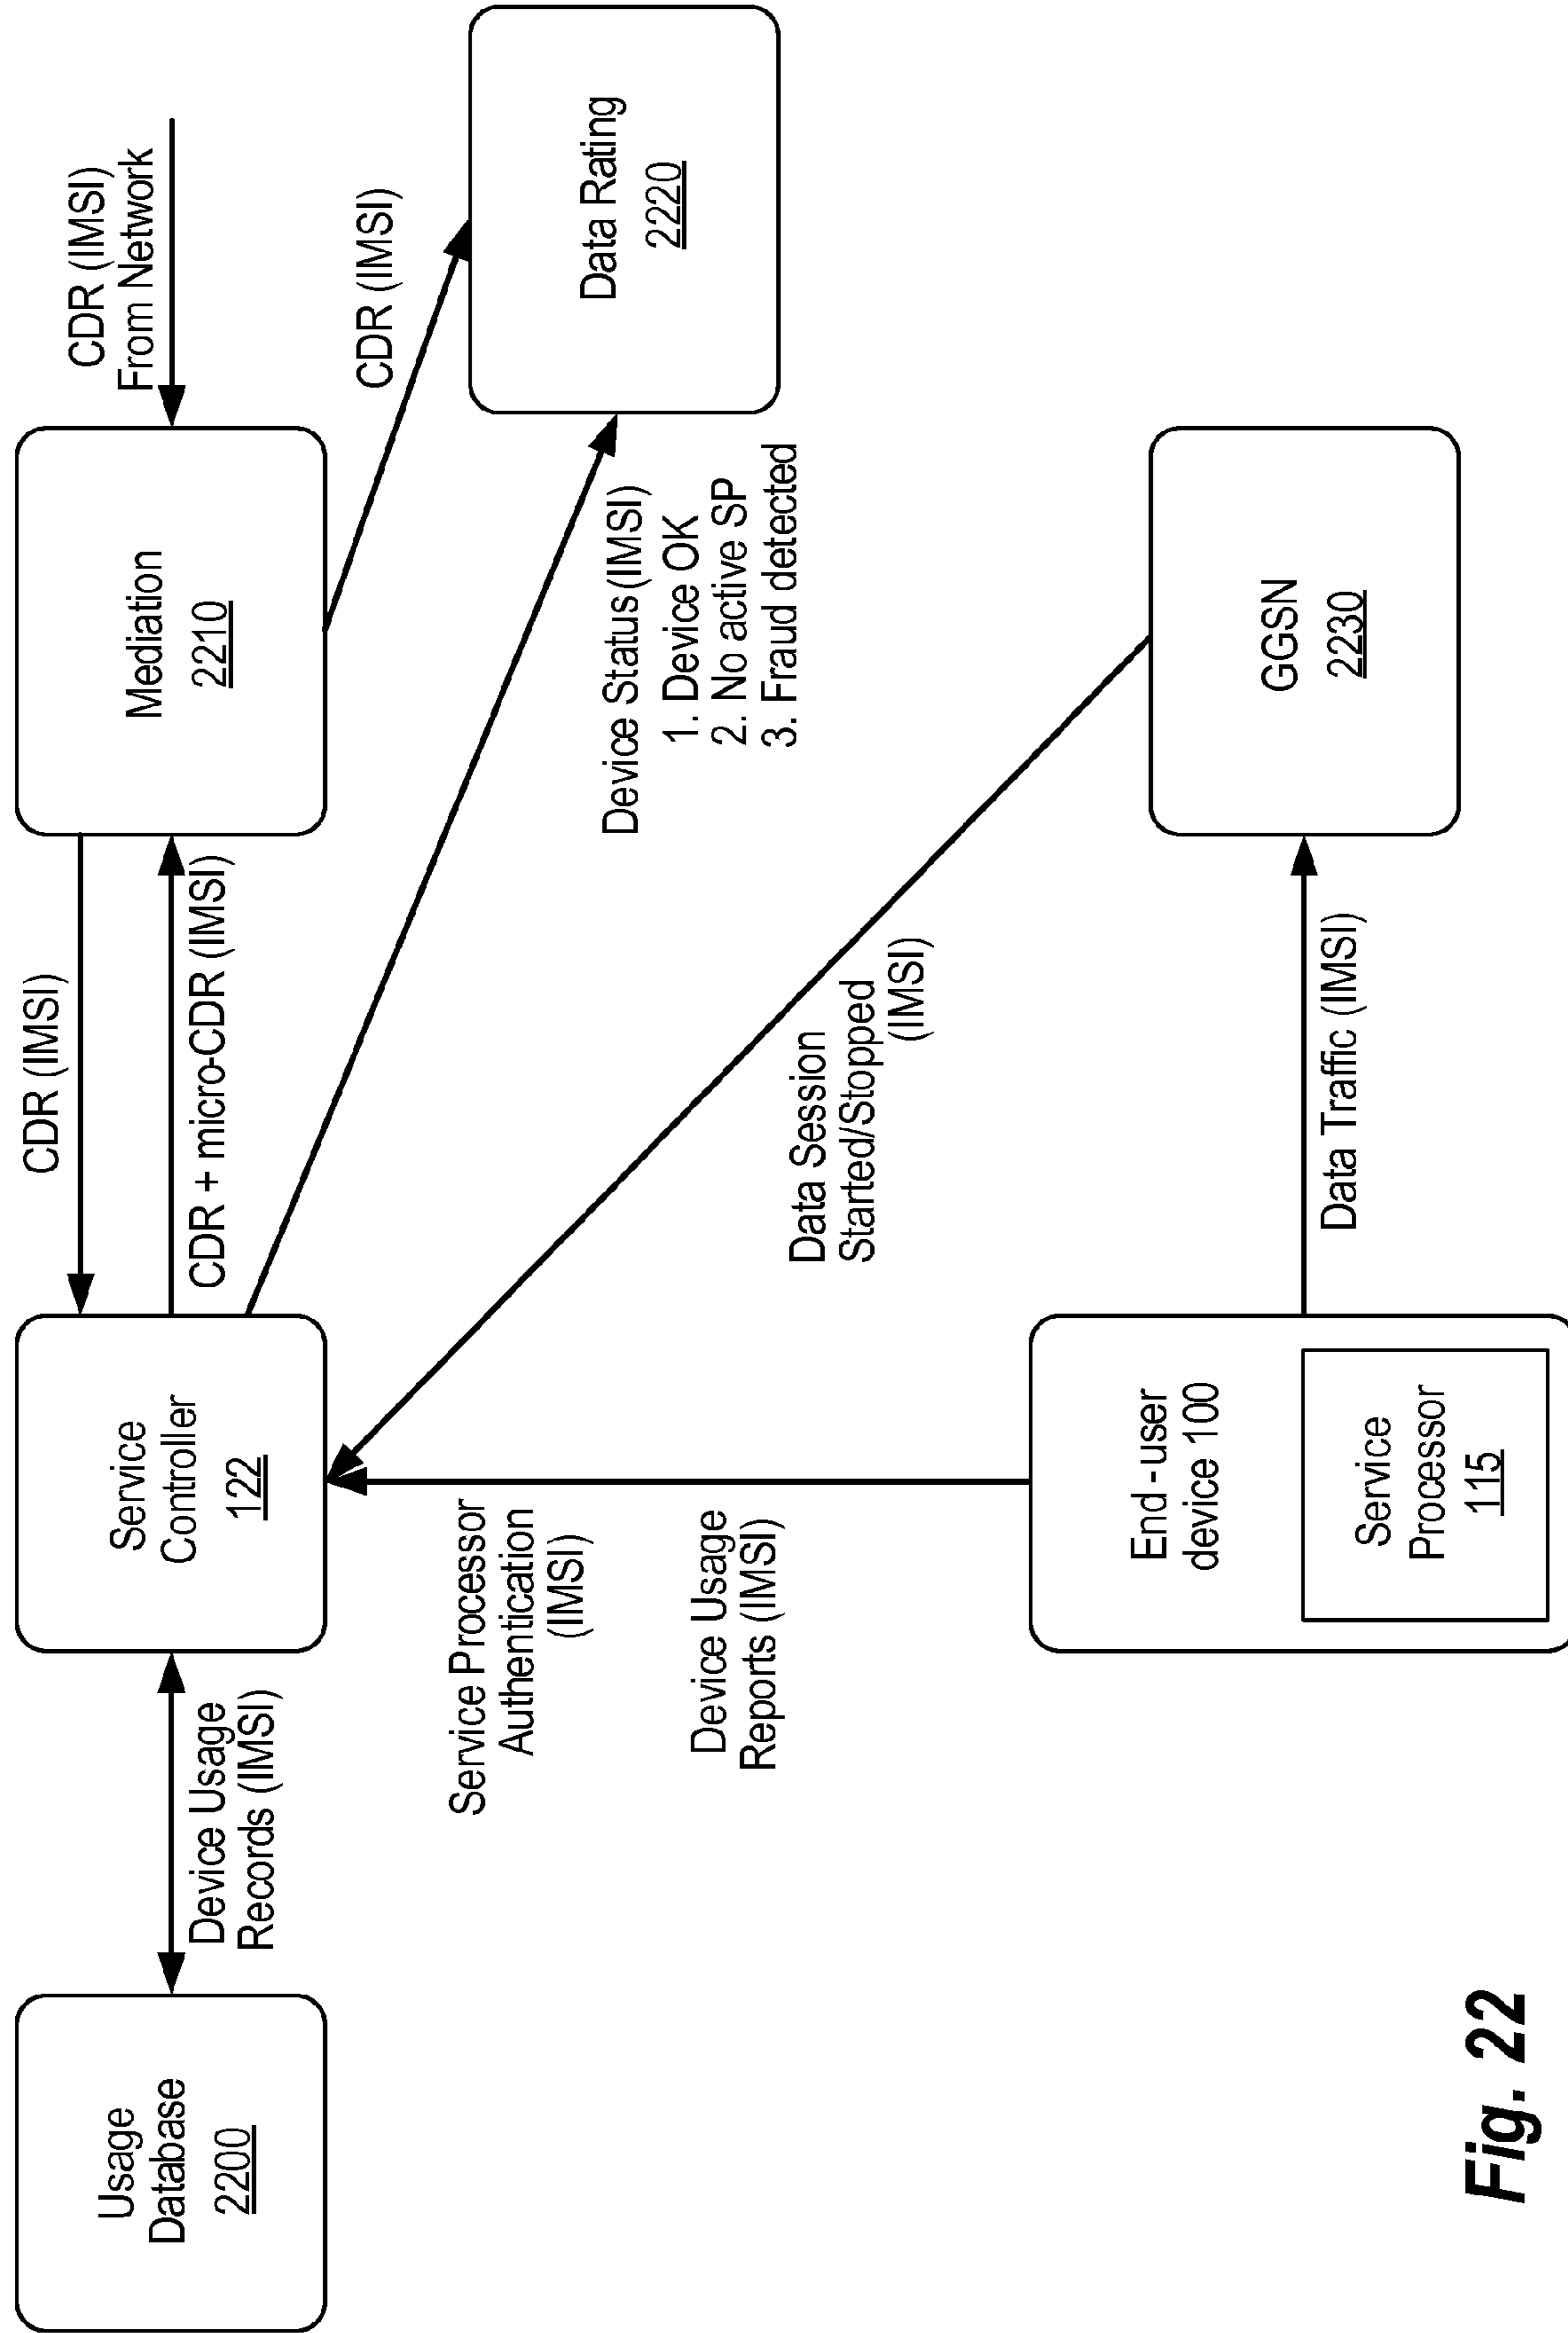 Usage
Database
2200
Device Usage
Records (IMSI)
Service
Controller
122
CDR (IMSI)
CDR + micro-CDR (IMSI)
Mediation
2210
CDR (IMSI)
From Network
CDR (IMSI)
Data Rating
2220
Device Status (IMSI)
1. Device OK
2. No active SP
3. Fraud detected
Service Processor
Authentication
(IMSI)
Device Usage
Reports (IMSI)
Data Session
Started/Stopped
(IMSI)
End -user
device 100
Service
Processor
115
Data Traffic (IMSI)
GGSN
2230
Fig. 22